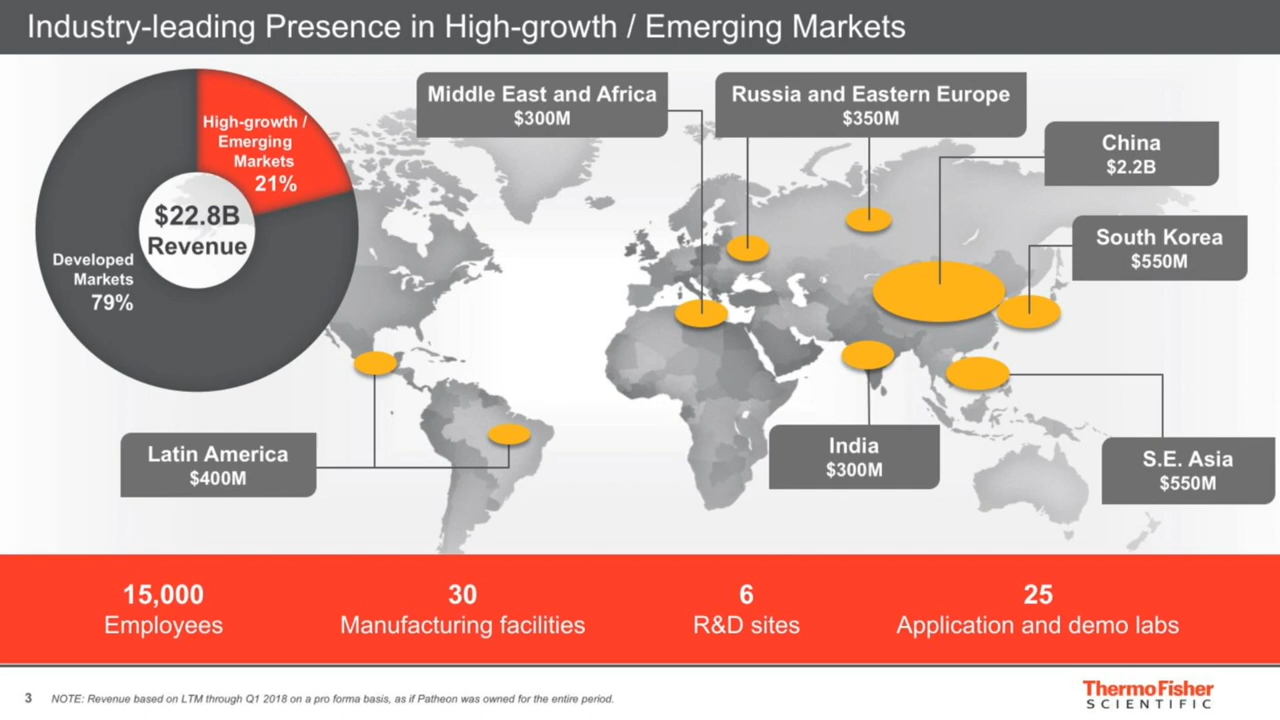 Industry-leading Presence in High-growth / Emerging Markets
High-growth /
Emerging
Markets
21%
$22.8B
Revenue
Developed
Markets
79%
Middle East and Africa
$300M
Russia and Eastern Europe
$350M
China
$2.2B
South Korea
$550M
Latin America
$400M
India
$300M
S.E. Asia
$550M
15,000
Employees
30
Manufacturing facilities
6
R&D sites
25
Application and demo labs
3 NOTE: Revenue based on LTM through Q1 2018 on a pro forma basis, as if Patheon was owned for the entire period.
ThermoFisher
SCIENTIFIC